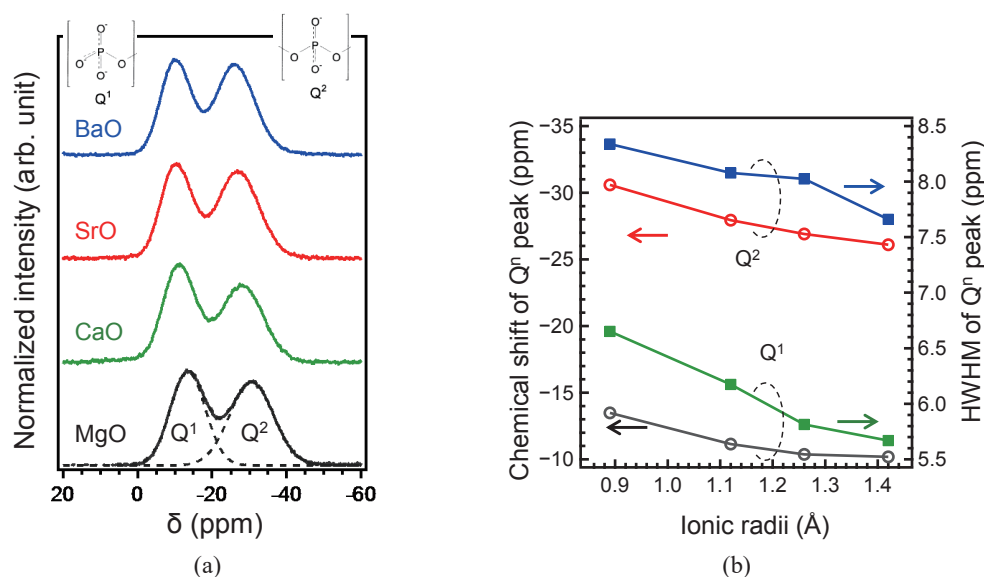 O⁻
O P O
O⁻
Q¹
O⁻
O P O
O⁻
Q²
Normalized intensity (arb. unit)
BaO
SrO
CaO
MgO
Q¹ Q²
20 0 -20 -40 -60
δ (ppm)
(a)
Chemical shift of Qⁿ peak (ppm)
−35
−30
−25
−20
−15
−10
Q²
Q¹
8.5
8.0
7.5
7.0
6.5
6.0
5.5
HWHM of Qⁿ peak (ppm)
0.9 1.0 1.1 1.2 1.3 1.4
Ionic radii (Å)
(b)